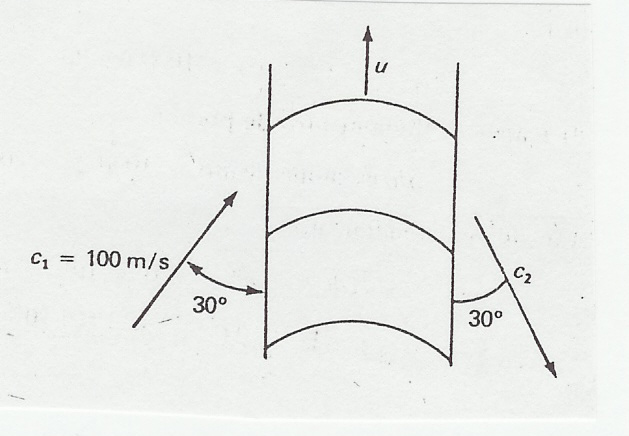 u
c₁ = 100 m/s
30°
c₂
30°